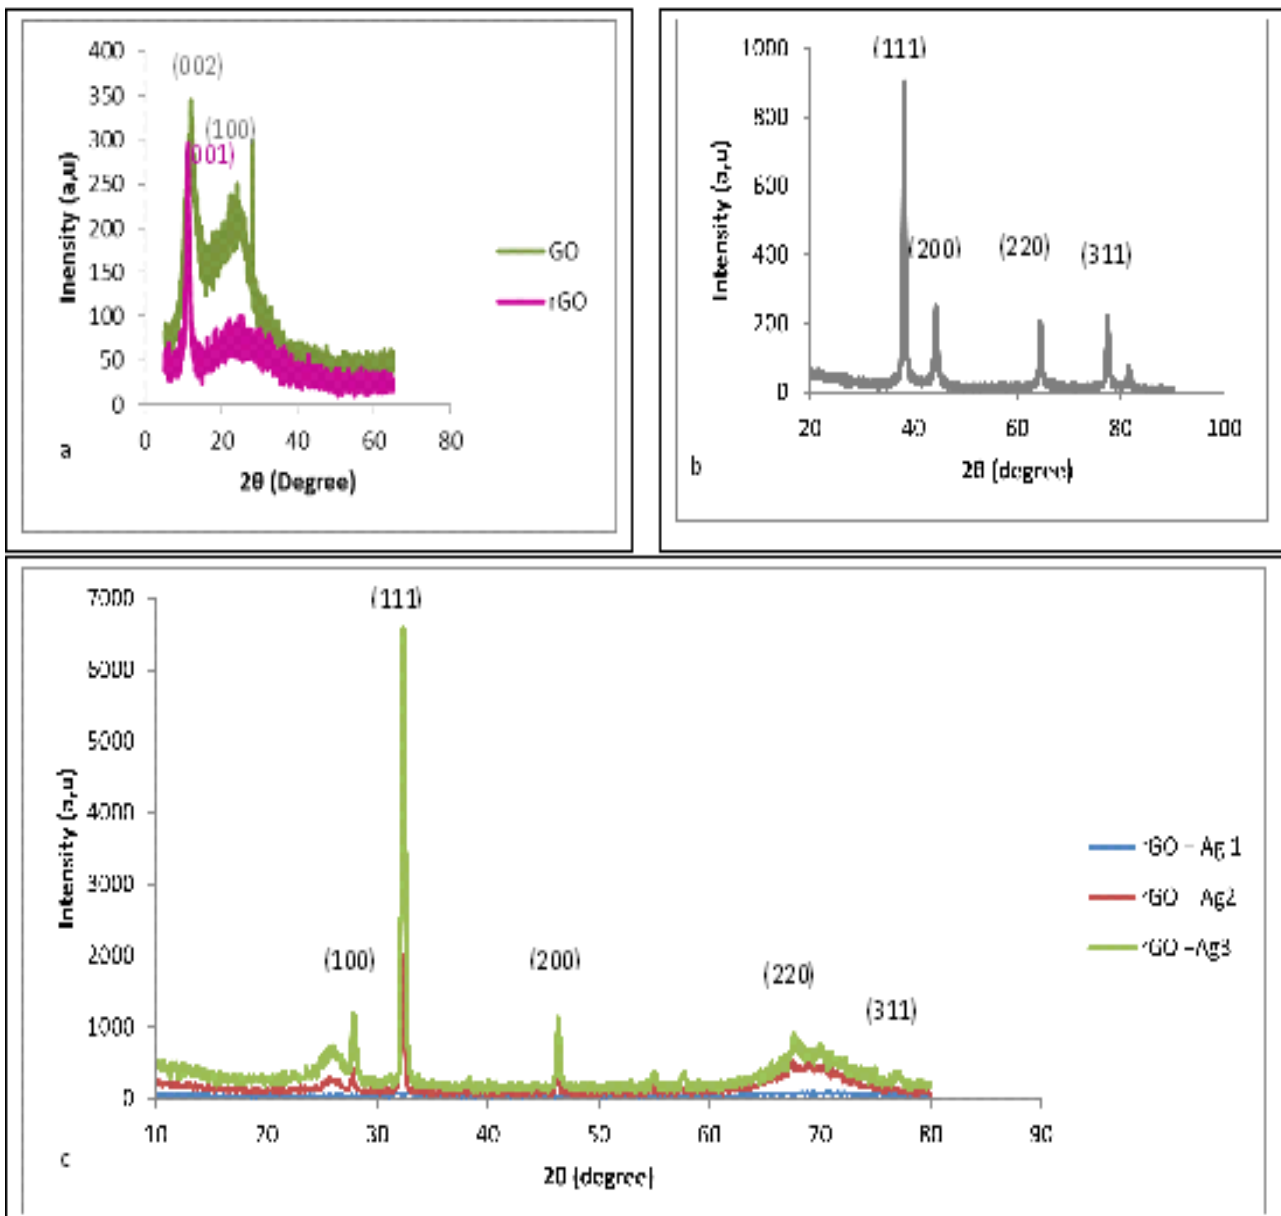 400
350
300
250
200
150
100
50
0
0 20 40 60 80
Inensity (a,u)
2θ (Degree)
(002)
(100)
(001)
GO
rGO
a
1000
800
600
400
200
0
20 40 60 80 100
Intensity (a,u)
2θ (degree)
(111)
(200)
(220)
(311)
b
7000
6000
5000
4000
3000
2000
1000
0
10 20 30 40 50 60 70 80 90
Intensity (a,u)
2θ (degree)
(111)
(100)
(200)
(220)
(311)
rGO – Ag 1
rGO – Ag2
rGO –Ag3
c